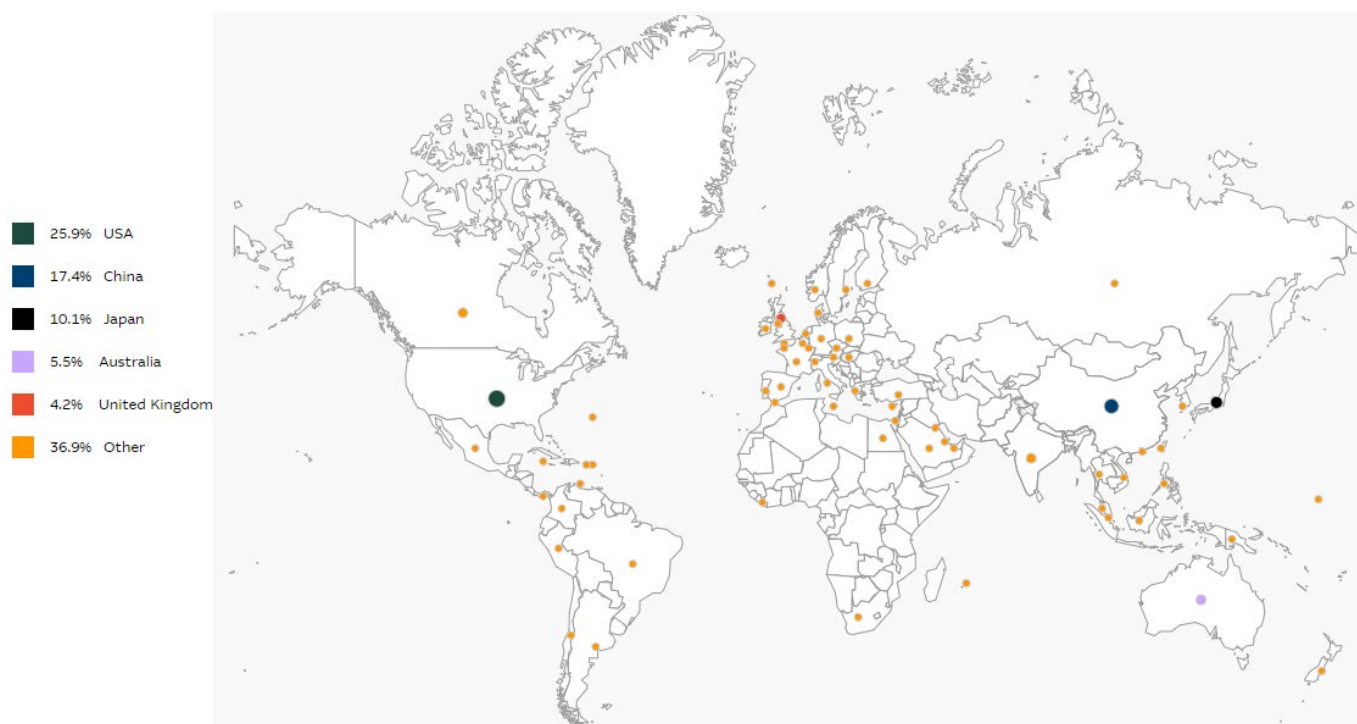 25.9% USA
17.4% China
10.1% Japan
5.5% Australia
4.2% United Kingdom
36.9% Other